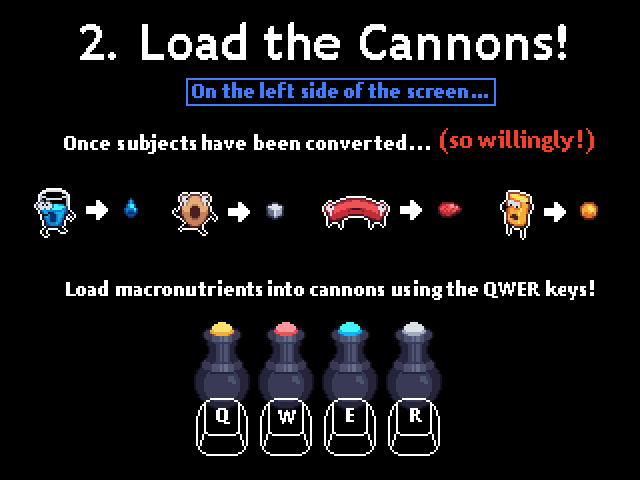 2. Load the Cannons!
On the left side of the screen...
Once subjects have been converted... (so willingly!)
Load macronutrients into cannons using the QWER keys!
Q W E R